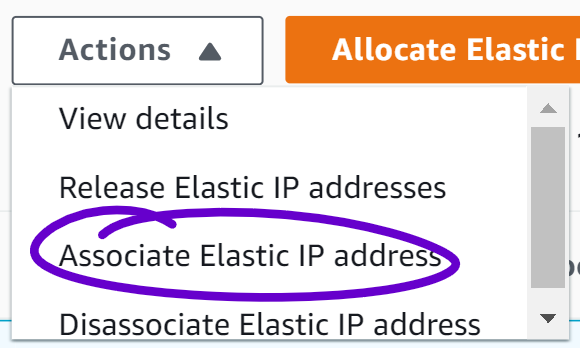 Actions ▲ Allocate Elastic
View details
Release Elastic IP addresses
Associate Elastic IP address
Disassociate Elastic IP address